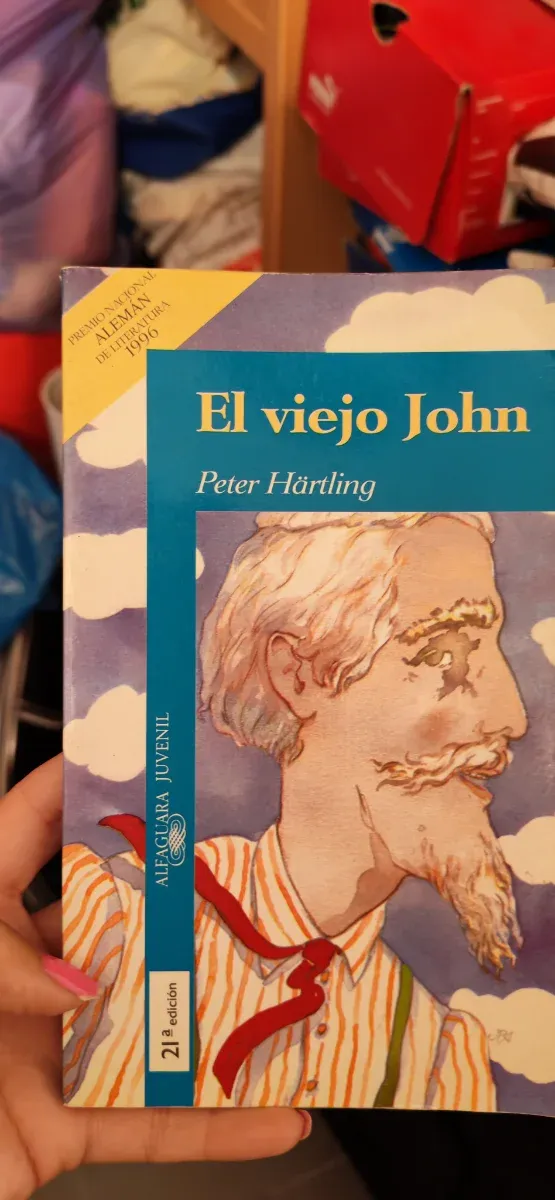 PREMIO NACIONAL
ALEMÁN
DE LITERATURA
1996
El viejo John
Peter Härtling
ALFAGUARA JUVENIL
21ª edición